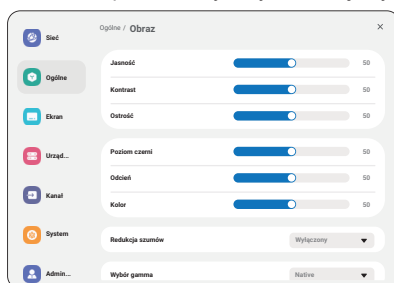 Ogólne / Obraz ×
Sieć
Ogólne
Ekran
Urząd...
Kanał
System
Admin...
Jasność 50
Kontrast 50
Ostrość 50
Poziom czerni 50
Odcień 50
Kolor 50
Redukcja szumów Wyłączony
Wybór gamma Native